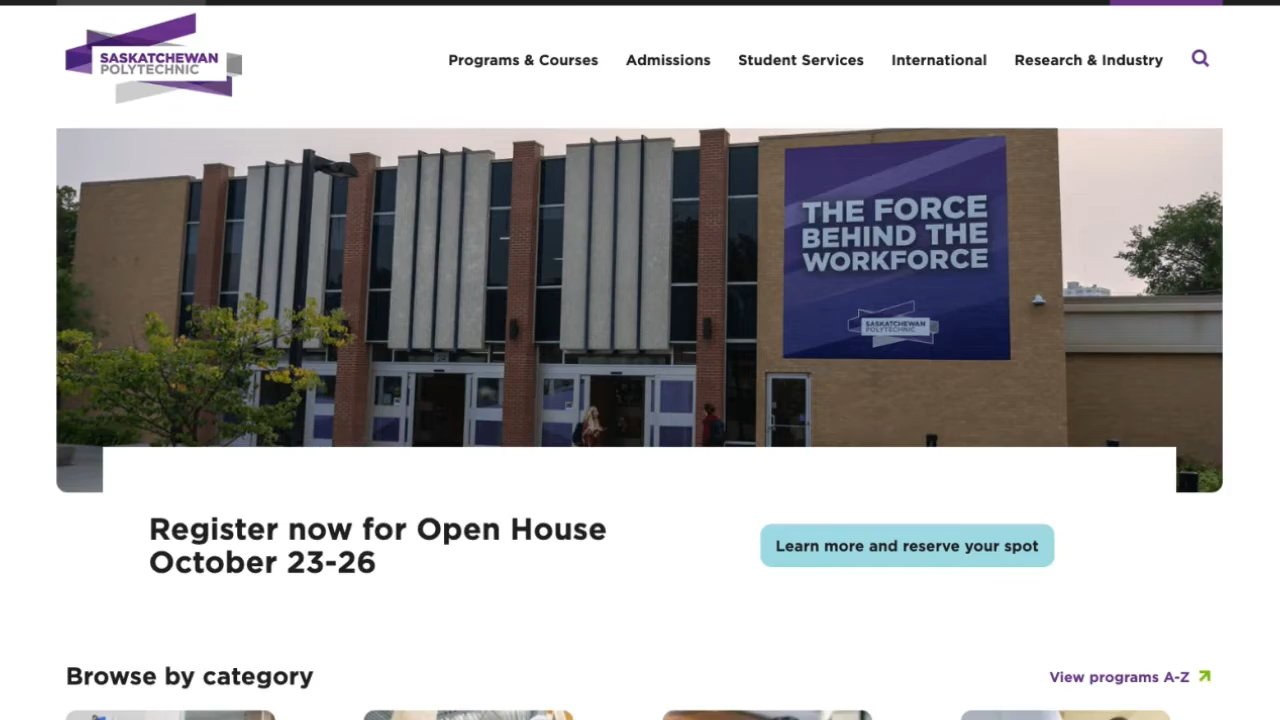 SASKATCHEWAN
POLYTECHNIC
Programs & Courses
Admissions
Student Services
International
Research & Industry
THE FORCE
BEHIND THE
WORKFORCE
SASKATCHEWAN
POLYTECHNIC
Register now for Open House
October 23-26
Learn more and reserve your spot
Browse by category
View programs A-Z